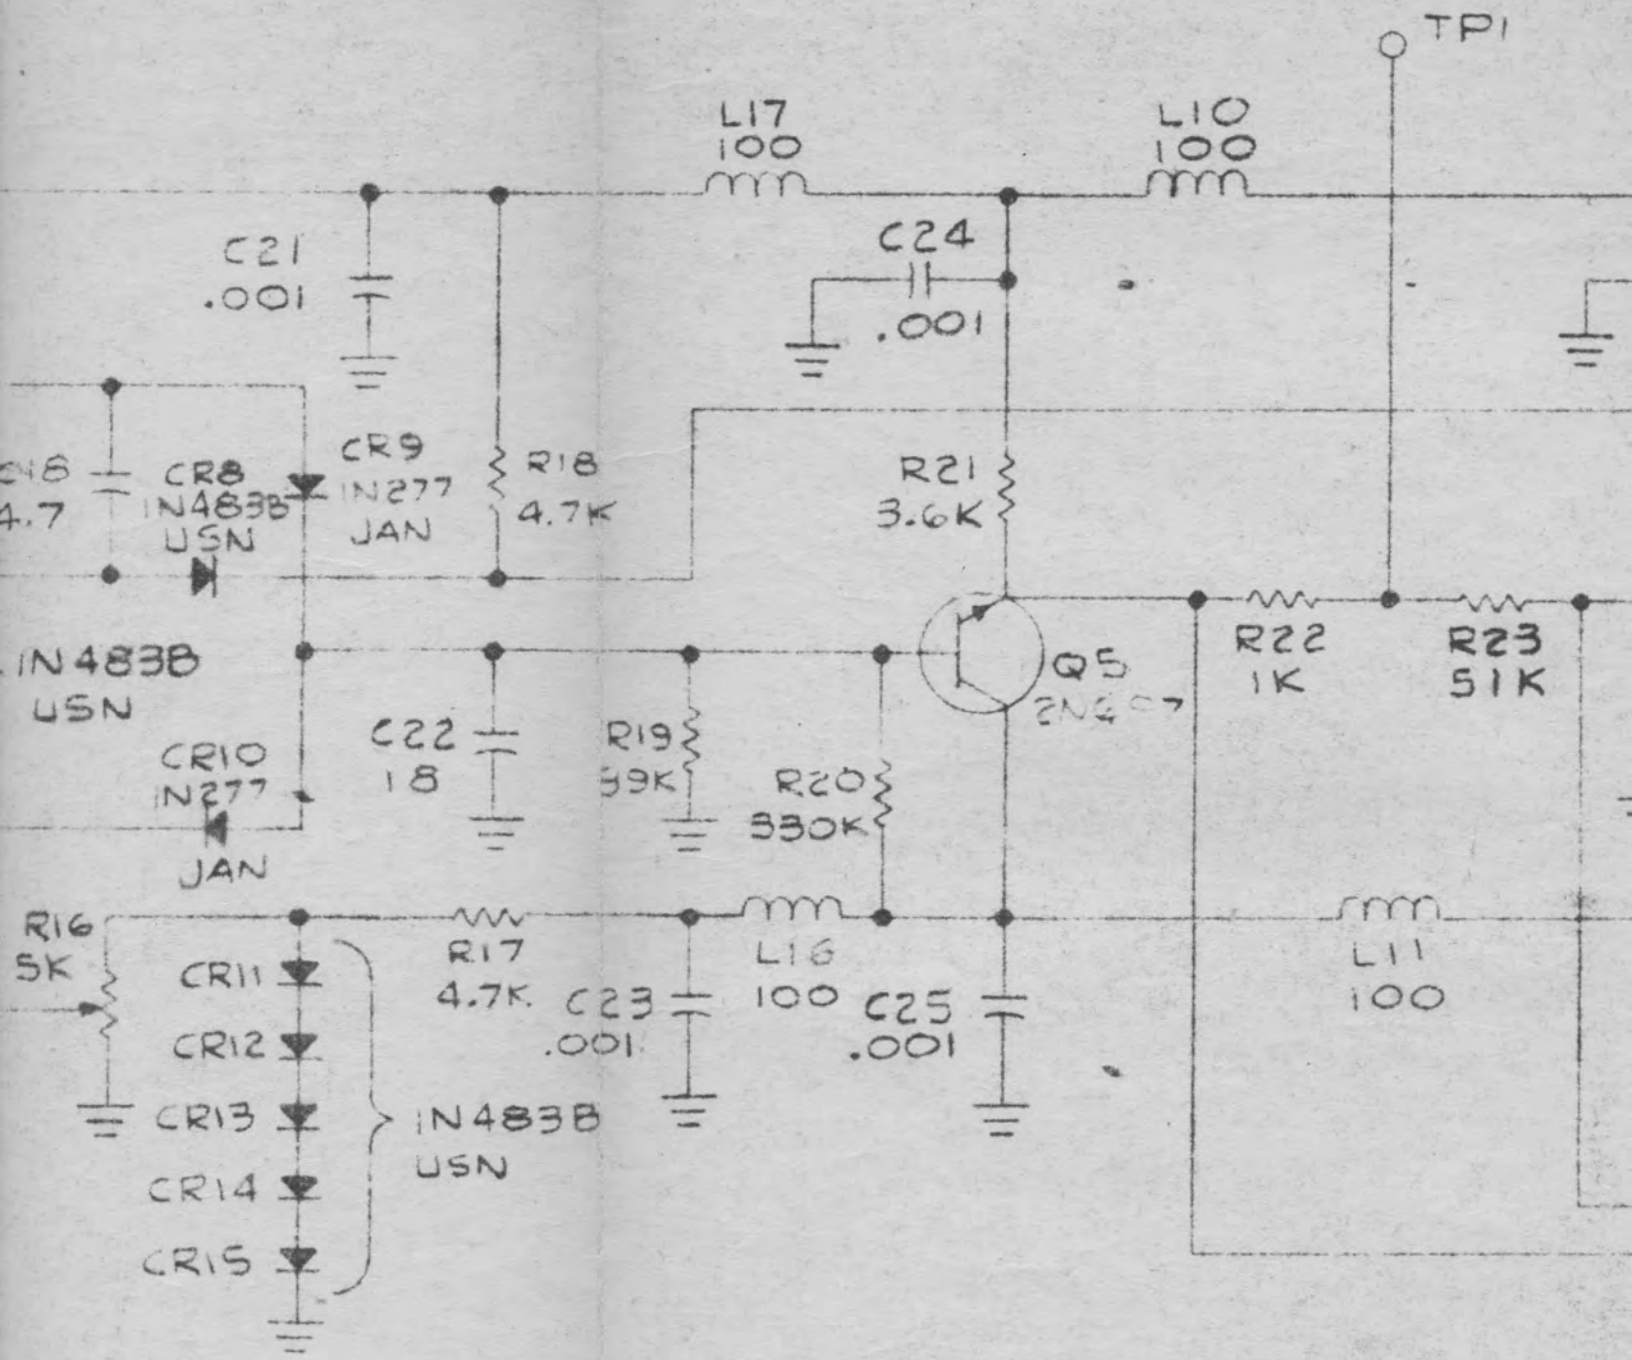 TP1
L17
100
L10
100
C21
.001
C24
.001
4.7
CR8
1N483B
USN
CR9
1N277
JAN
R18
4.7K
R21
3.6K
1N483B
USN
Q5
R22
1K
R23
51K
CR10
1N277
JAN
C22
18
R19
39K
R20
330K
R16
5K
R17
4.7K
L16
100
L11
100
C23
.001
C25
.001
CR11
CR12
CR13
CR14
CR15
1N483B
USN